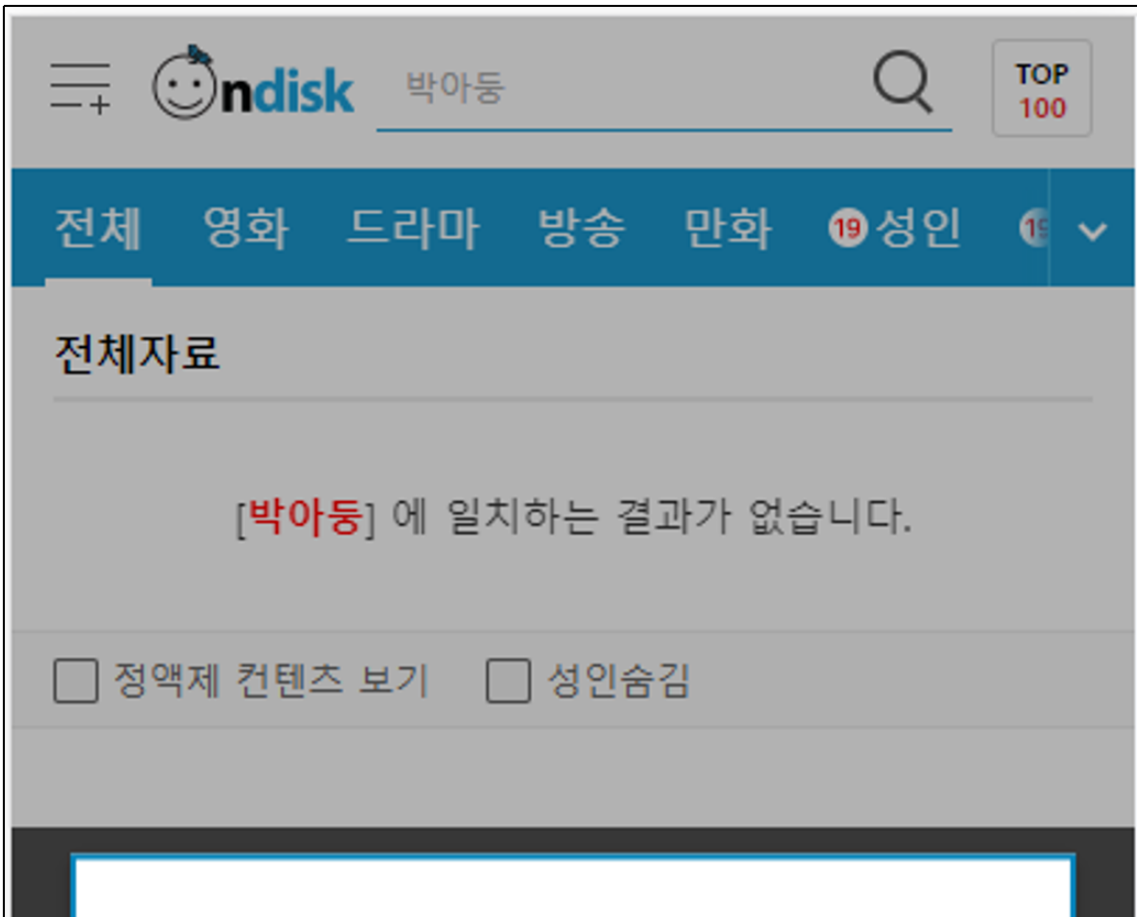 ndisk 박아둥 TOP
100
전체 영화 드라마 방송 만화 19 성인 19
전체자료
[박아둥] 에 일치하는 결과가 없습니다.
정액제 컨텐츠 보기 성인숨김